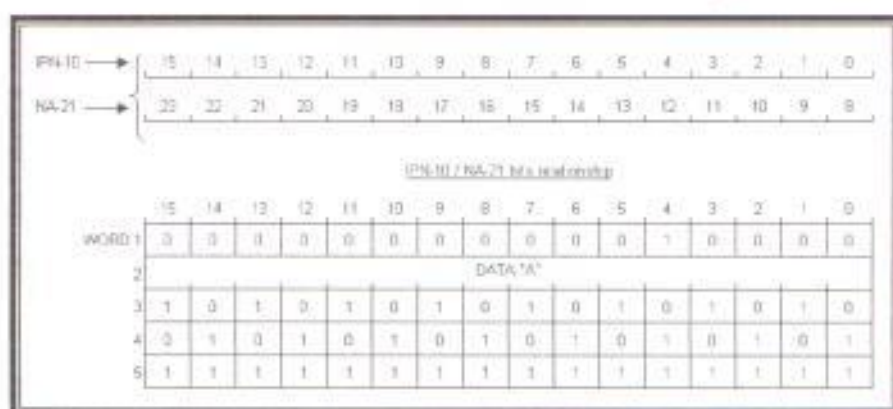 IPN-10 15 14 13 12 11 10 9 8 7 6 5 4 3 2 1 0
NA-21 23 22 21 20 19 18 17 16 15 14 13 12 11 10 9 8
IPN-10 / NA-21 bits relationship
15 14 13 12 11 10 9 8 7 6 5 4 3 2 1 0
WORD 1 0 0 0 0 0 0 0 0 0 0 0 1 0 0 0 0
2 DATA "A"
3 1 0 1 0 1 0 1 0 1 0 1 0 1 0 1 0
4 0 1 0 1 0 1 0 1 0 1 0 1 0 1 0 1
5 1 1 1 1 1 1 1 1 1 1 1 1 1 1 1 1